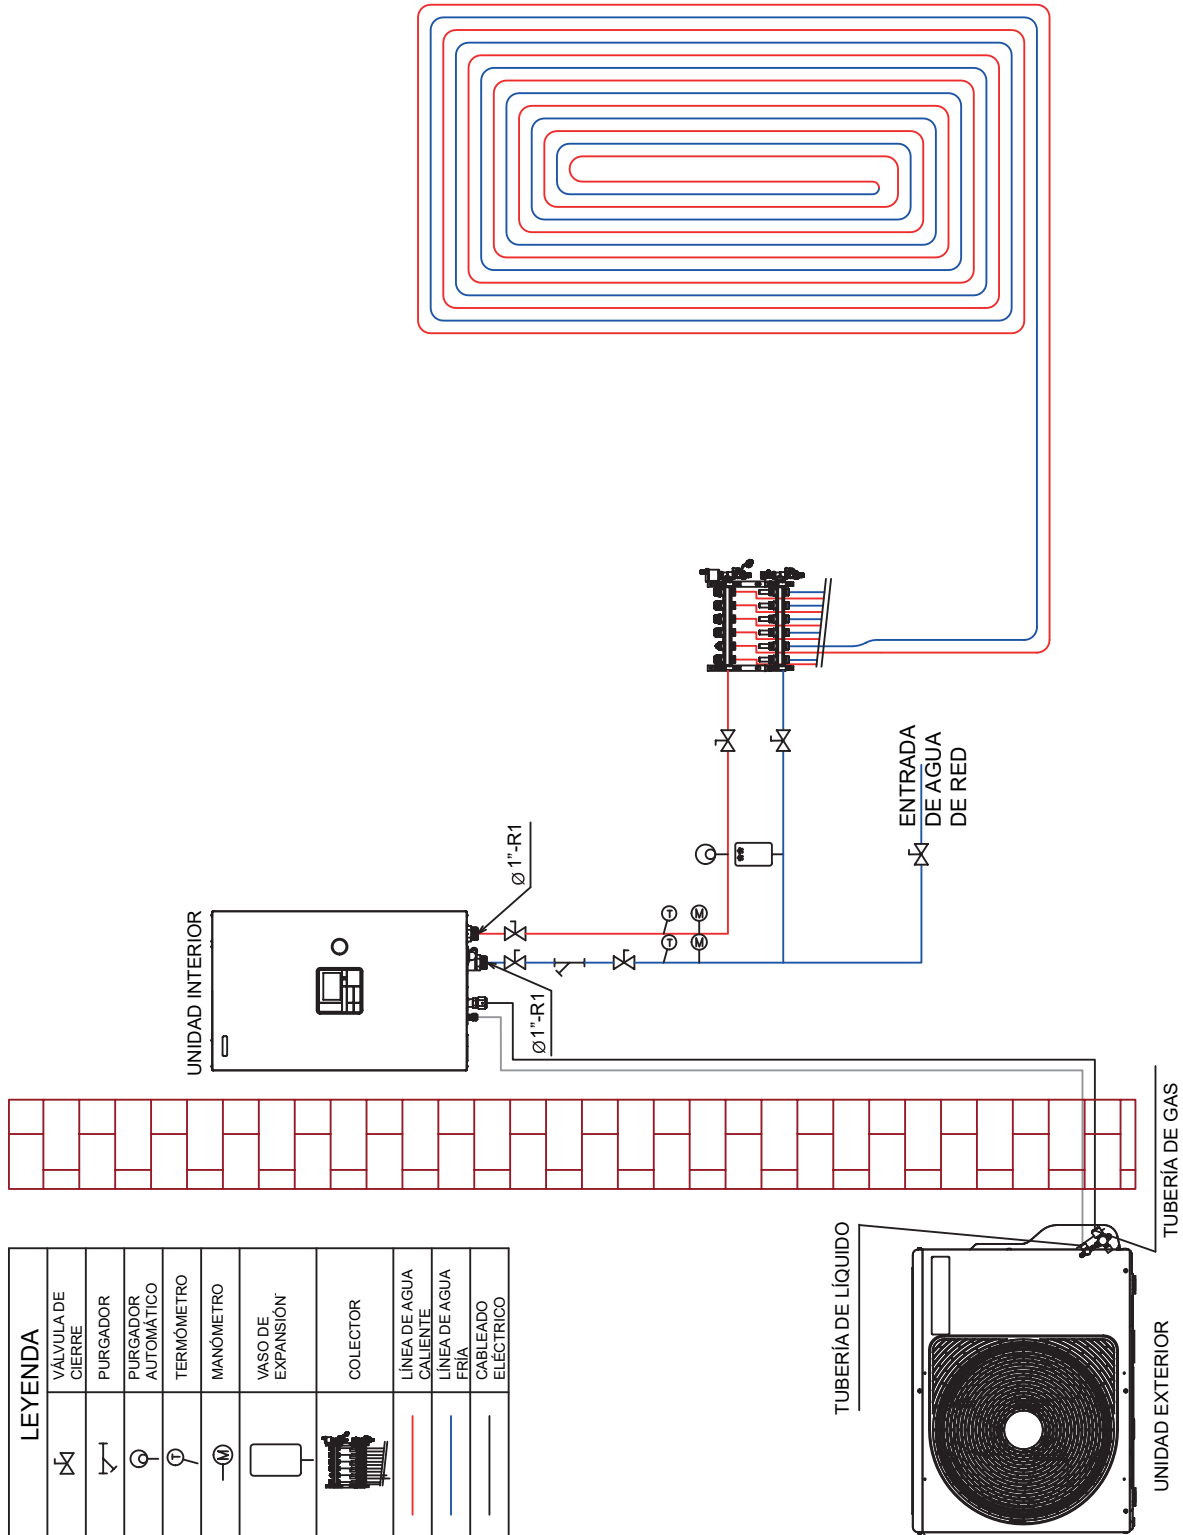 LEYENDA
VÁLVULA DE
CIERRE
PURGADOR
PURGADOR
AUTOMÁTICO
T
TERMÓMETRO
M
MANÓMETRO
VASO DE
EXPANSIÓN
COLECTOR
LÍNEA DE AGUA
CALIENTE
LÍNEA DE AGUA
FRÍA
CABLEADO
ELÉCTRICO
UNIDAD EXTERIOR
TUBERÍA DE LÍQUIDO
TUBERÍA DE GAS
UNIDAD INTERIOR
Ø1"-R1
Ø1"-R1
T
T
M
M
ENTRADA
DE AGUA
DE RED